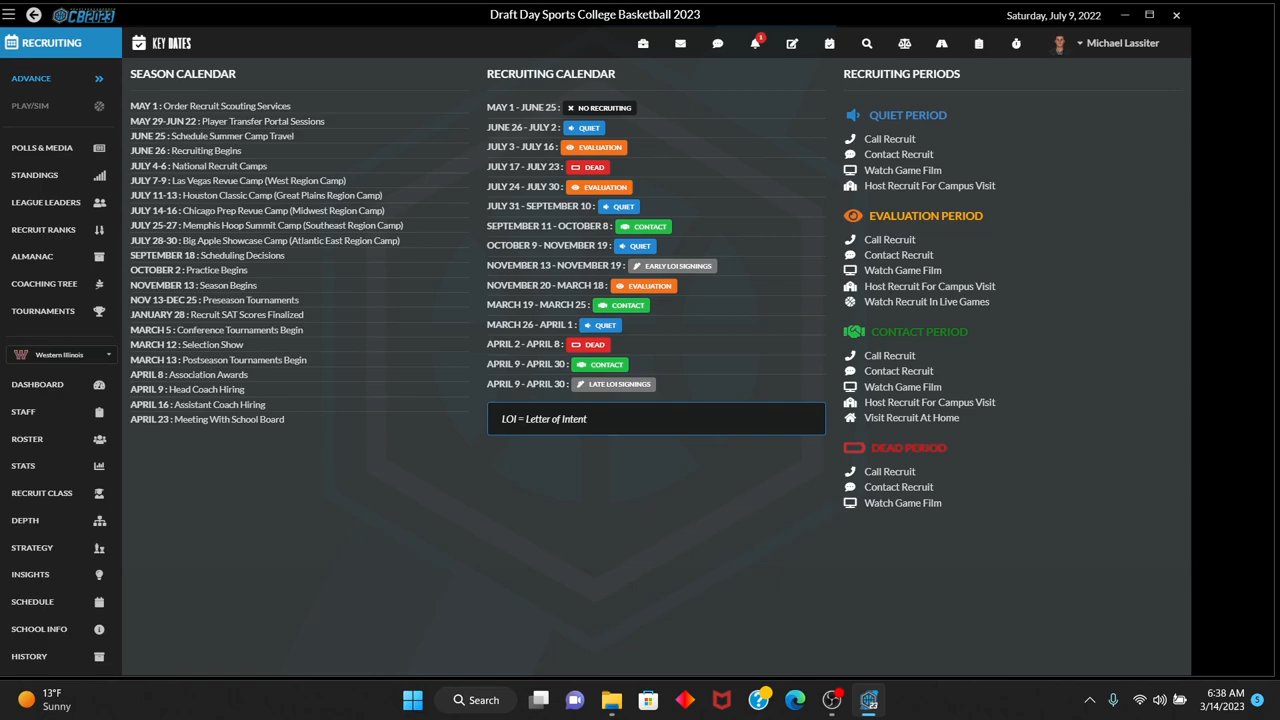 CB2023
Draft Day Sports College Basketball 2023
Saturday, July 9, 2022
RECRUITING
KEY DATES
1
Michael Lassiter
ADVANCE
PLAY/SIM
POLLS & MEDIA
STANDINGS
LEAGUE LEADERS
RECRUIT RANKS
ALMANAC
COACHING TREE
TOURNAMENTS
Western Illinois
DASHBOARD
STAFF
ROSTER
STATS
RECRUIT CLASS
DEPTH
STRATEGY
INSIGHTS
SCHEDULE
SCHOOL INFO
HISTORY
SEASON CALENDAR
MAY 1 : Order Recruit Scouting Services
MAY 29-JUN 22 : Player Transfer Portal Sessions
JUNE 25 : Schedule Summer Camp Travel
JUNE 26 : Recruiting Begins
JULY 4-6 : National Recruit Camps
JULY 7-9 : Las Vegas Revue Camp (West Region Camp)
JULY 11-13 : Houston Classic Camp (Great Plains Region Camp)
JULY 14-16 : Chicago Prep Revue Camp (Midwest Region Camp)
JULY 25-27 : Memphis Hoop Summit Camp (Southeast Region Camp)
JULY 28-30 : Big Apple Showcase Camp (Atlantic East Region Camp)
SEPTEMBER 18 : Scheduling Decisions
OCTOBER 2 : Practice Begins
NOVEMBER 13 : Season Begins
NOV 13-DEC 25 : Preseason Tournaments
JANUARY 28 : Recruit SAT Scores Finalized
MARCH 5 : Conference Tournaments Begin
MARCH 12 : Selection Show
MARCH 13 : Postseason Tournaments Begin
APRIL 8 : Association Awards
APRIL 9 : Head Coach Hiring
APRIL 16 : Assistant Coach Hiring
APRIL 23 : Meeting With School Board
RECRUITING CALENDAR
MAY 1 - JUNE 25 : NO RECRUITING
JUNE 26 - JULY 2 : QUIET
JULY 3 - JULY 16 : EVALUATION
JULY 17 - JULY 23 : DEAD
JULY 24 - JULY 30 : EVALUATION
JULY 31 - SEPTEMBER 10 : QUIET
SEPTEMBER 11 - OCTOBER 8 : CONTACT
OCTOBER 9 - NOVEMBER 19 : QUIET
NOVEMBER 13 - NOVEMBER 19 : EARLY LOI SIGNINGS
NOVEMBER 20 - MARCH 18 : EVALUATION
MARCH 19 - MARCH 25 : CONTACT
MARCH 26 - APRIL 1 : QUIET
APRIL 2 - APRIL 8 : DEAD
APRIL 9 - APRIL 30 : CONTACT
APRIL 9 - APRIL 30 : LATE LOI SIGNINGS
LOI = Letter of Intent
RECRUITING PERIODS
QUIET PERIOD
Call Recruit
Contact Recruit
Watch Game Film
Host Recruit For Campus Visit
EVALUATION PERIOD
Call Recruit
Contact Recruit
Watch Game Film
Host Recruit For Campus Visit
Watch Recruit In Live Games
CONTACT PERIOD
Call Recruit
Contact Recruit
Watch Game Film
Host Recruit For Campus Visit
Visit Recruit At Home
DEAD PERIOD
Call Recruit
Contact Recruit
Watch Game Film
13°F
Sunny
Search
23
6:38 AM
3/14/2023
5